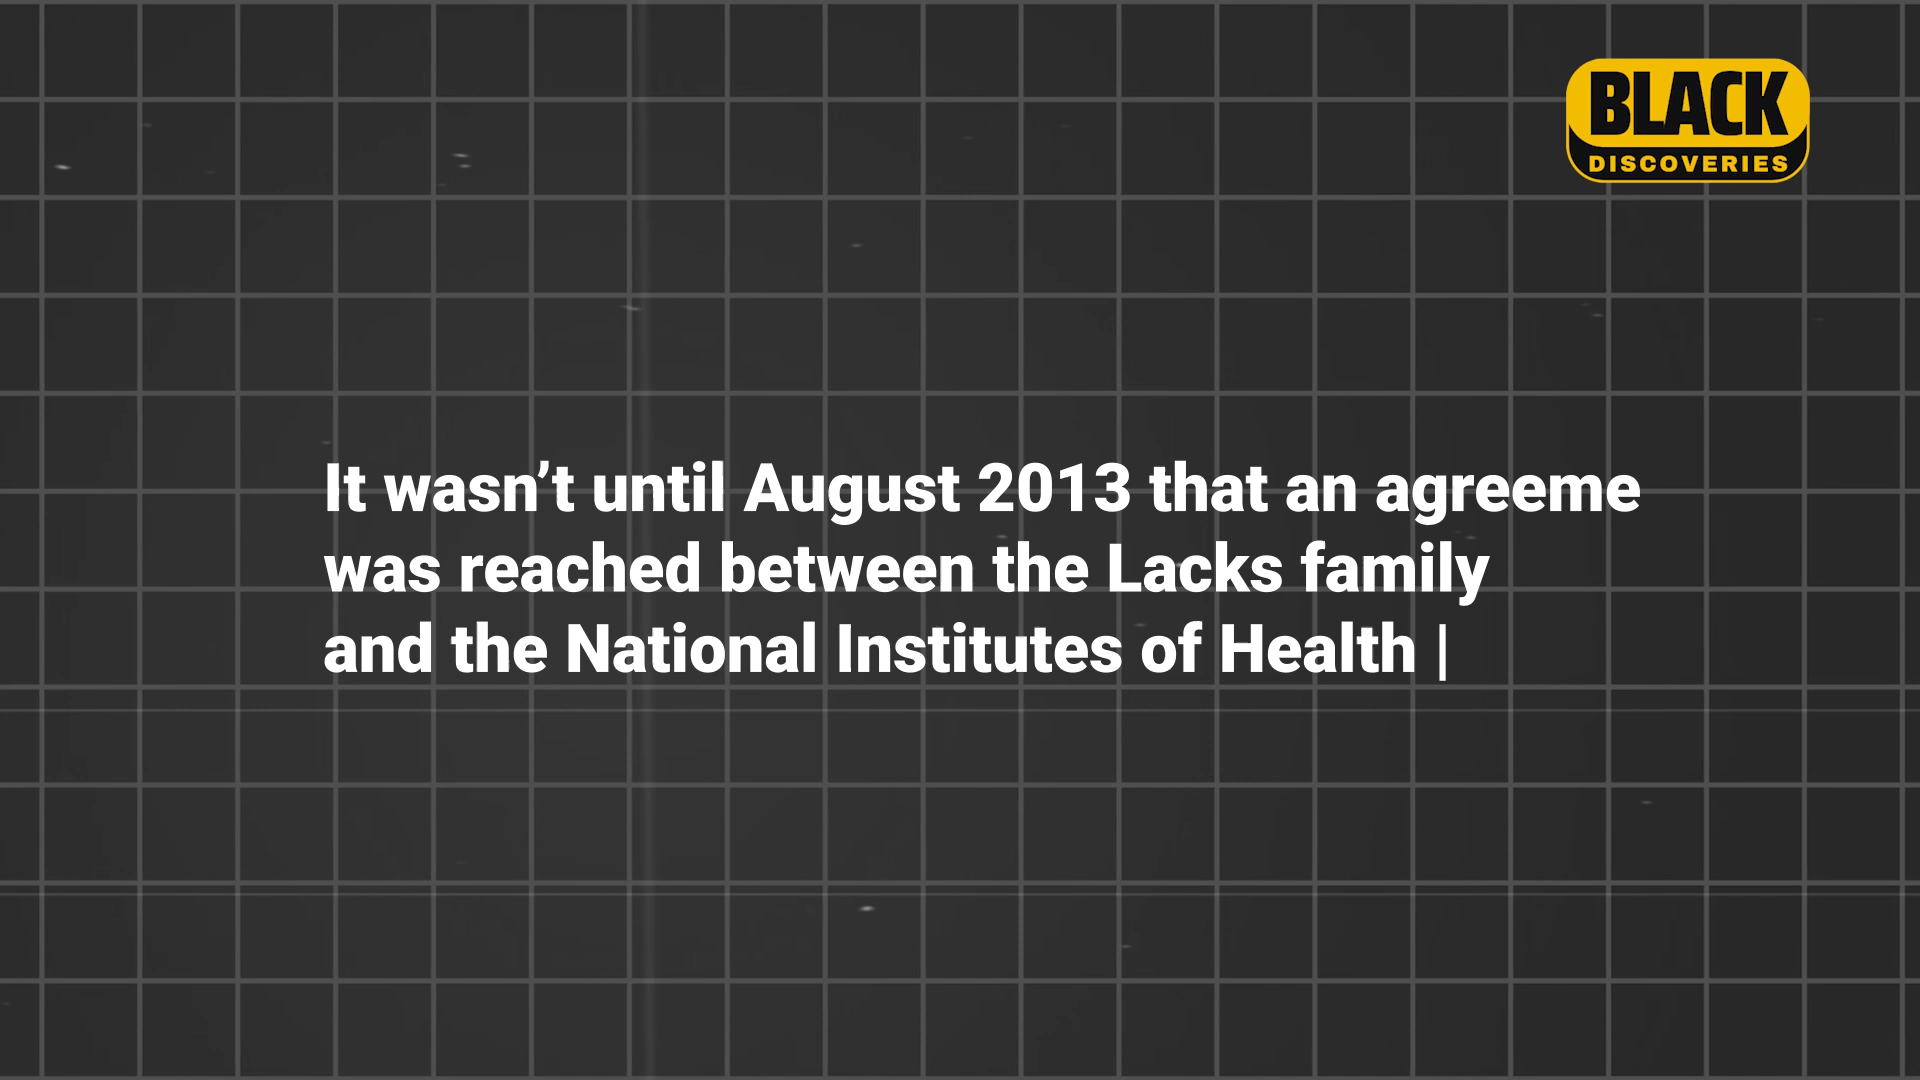 BLACK
DISCOVERIES
It wasn’t until August 2013 that an agreeme
was reached between the Lacks family
and the National Institutes of Health |